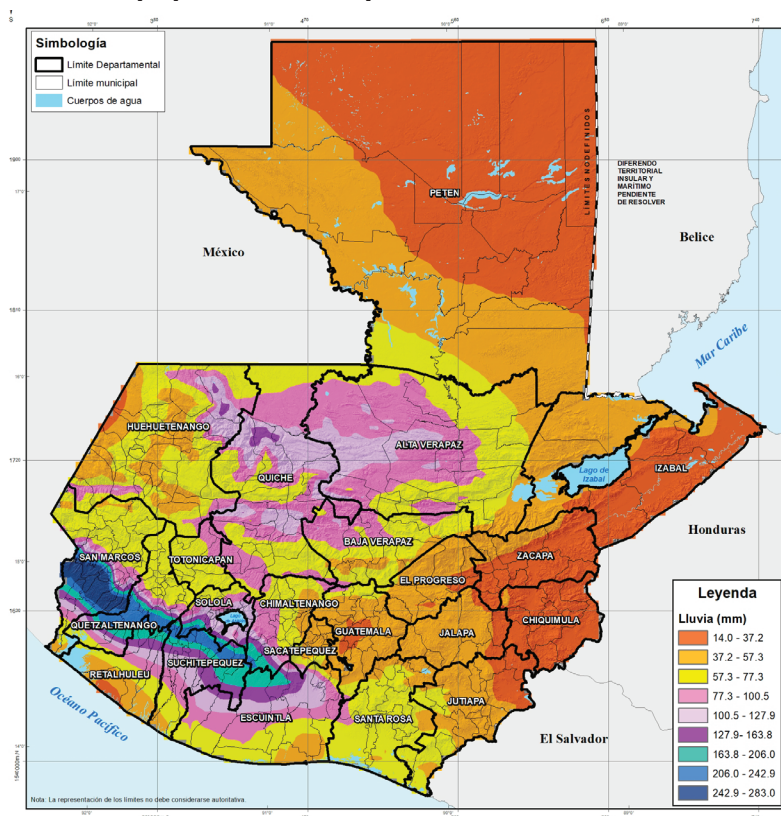 Simbología
Límite Departamental
Límite municipal
Cuerpos de agua
LÍMITES NO DEFINIDOS
DIFERENDO
TERRITORIAL
INSULAR Y
MARÍTIMO
PENDIENTE
DE RESOLVER
PETEN
México
Belice
Mar Caribe
HUEHUETENANGO
ALTA VERAPAZ
QUICHE
Lago de
Izabal
IZABAL
Honduras
BAJA VERAPAZ
SAN MARCOS
TOTONICAPAN
ZACAPA
EL PROGRESO
SOLOLA
CHIMALTENANGO
QUETZALTENANGO
GUATEMALA
JALAPA
CHIQUIMULA
SACATEPEQUEZ
SUCHITEPEQUEZ
RETALHULEU
ESCUINTLA
SANTA ROSA
JUTIAPA
Océano Pacífico
El Salvador
Leyenda
Lluvia (mm)
14.0 - 37.2
37.2 - 57.3
57.3 - 77.3
77.3 - 100.5
100.5 - 127.9
127.9- 163.8
163.8 - 206.0
206.0 - 242.9
242.9 - 283.0
Nota: La representación de los límites no debe considerarse autoritativa.